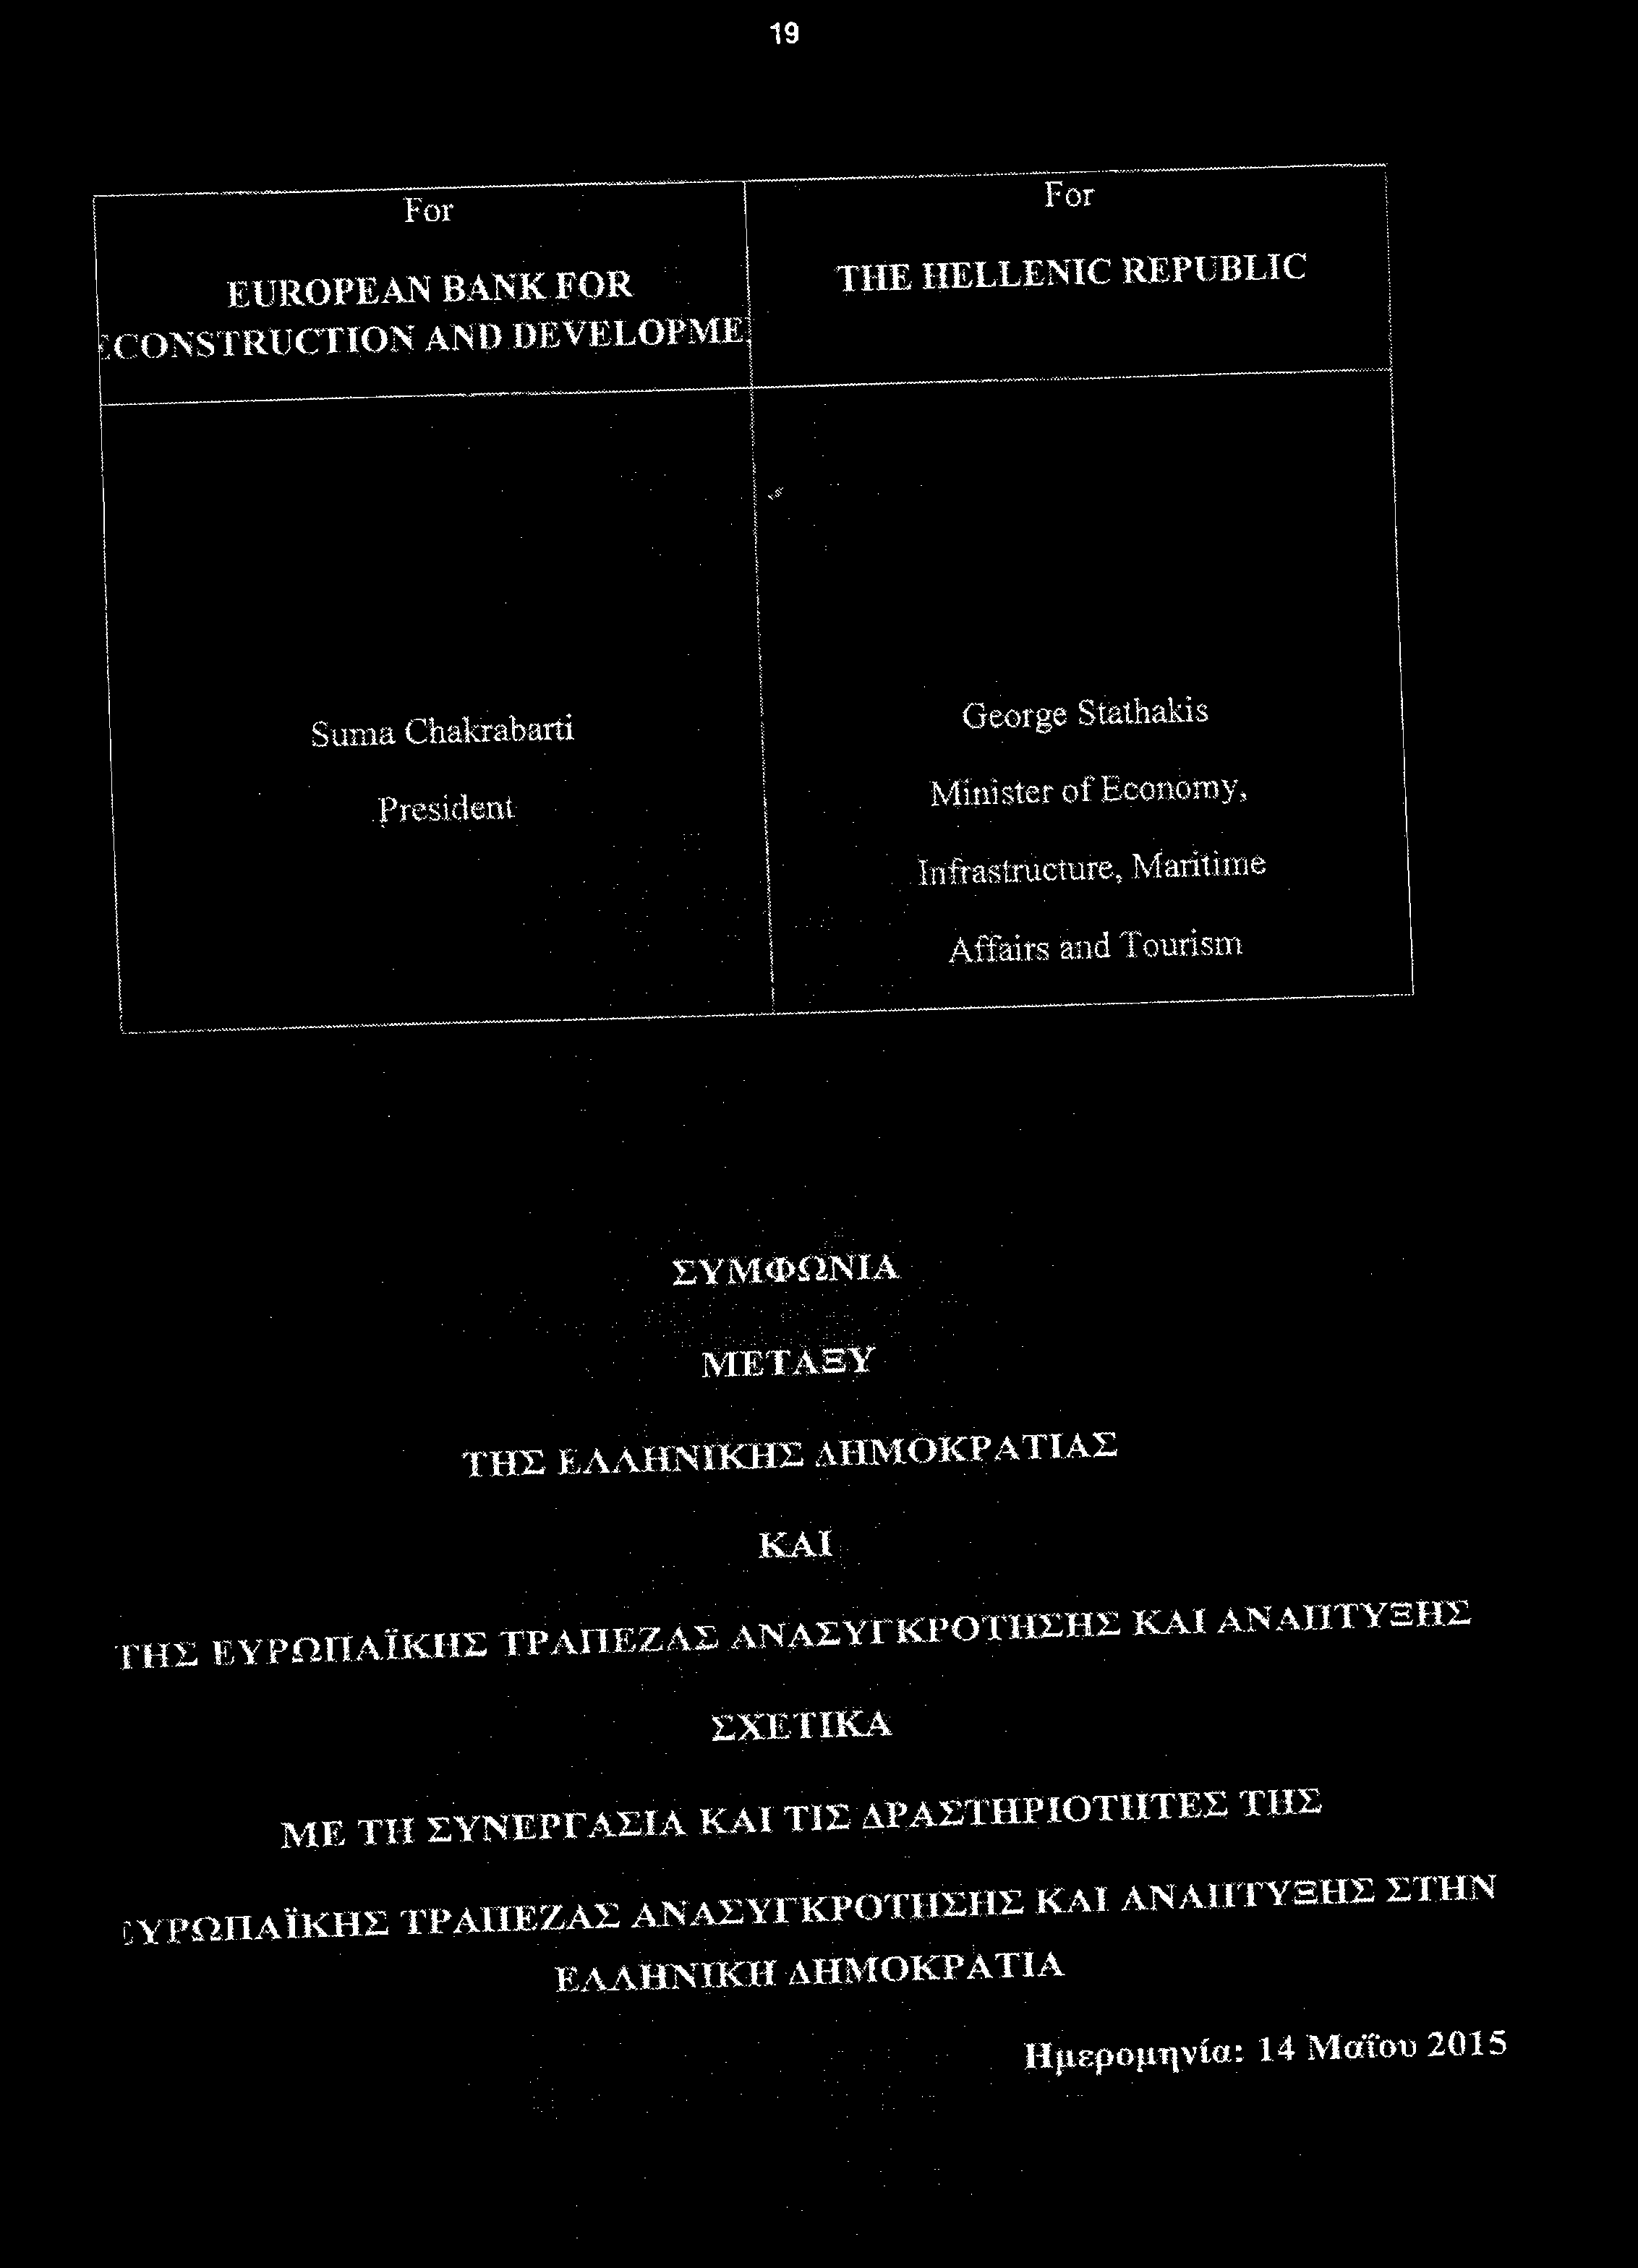 19
For
EUROPEAN BANK FOR
ECONSTRUCTION AND DEVELOPME
For
THE HELLENIC REPUBLIC
Suma Chakrabarti
President
George Stathakis
Minister of Economy,
Infrastructure, Maritime
Affairs and Tourism
ΣΥΜΦΩΝΙΑ
ΜΕΤΑΞΥ
ΤΗΣ ΕΛΛΗΝΙΚΗΣ ΔΗΜΟΚΡΑΤΙΑΣ
ΚΑΙ
ΤΗΣ ΕΥΡΩΠΑΪΚΗΣ ΤΡΑΠΕΖΑΣ ΑΝΑΣΥΓΚΡΟΤΗΣΗΣ ΚΑΙ ΑΝΑΠΤΥΞΗΣ
ΣΧΕΤΙΚΑ
ΜΕ ΤΗ ΣΥΝΕΡΓΑΣΙΑ ΚΑΙ ΤΙΣ ΔΡΑΣΤΗΡΙΟΤΗΤΕΣ ΤΗΣ
ΕΥΡΩΠΑΪΚΗΣ ΤΡΑΠΕΖΑΣ ΑΝΑΣΥΓΚΡΟΤΗΣΗΣ ΚΑΙ ΑΝΑΠΤΥΞΗΣ ΣΤΗΝ
ΕΛΛΗΝΙΚΗ ΔΗΜΟΚΡΑΤΙΑ
Ημερομηνία: 14 Μαΐου 2015